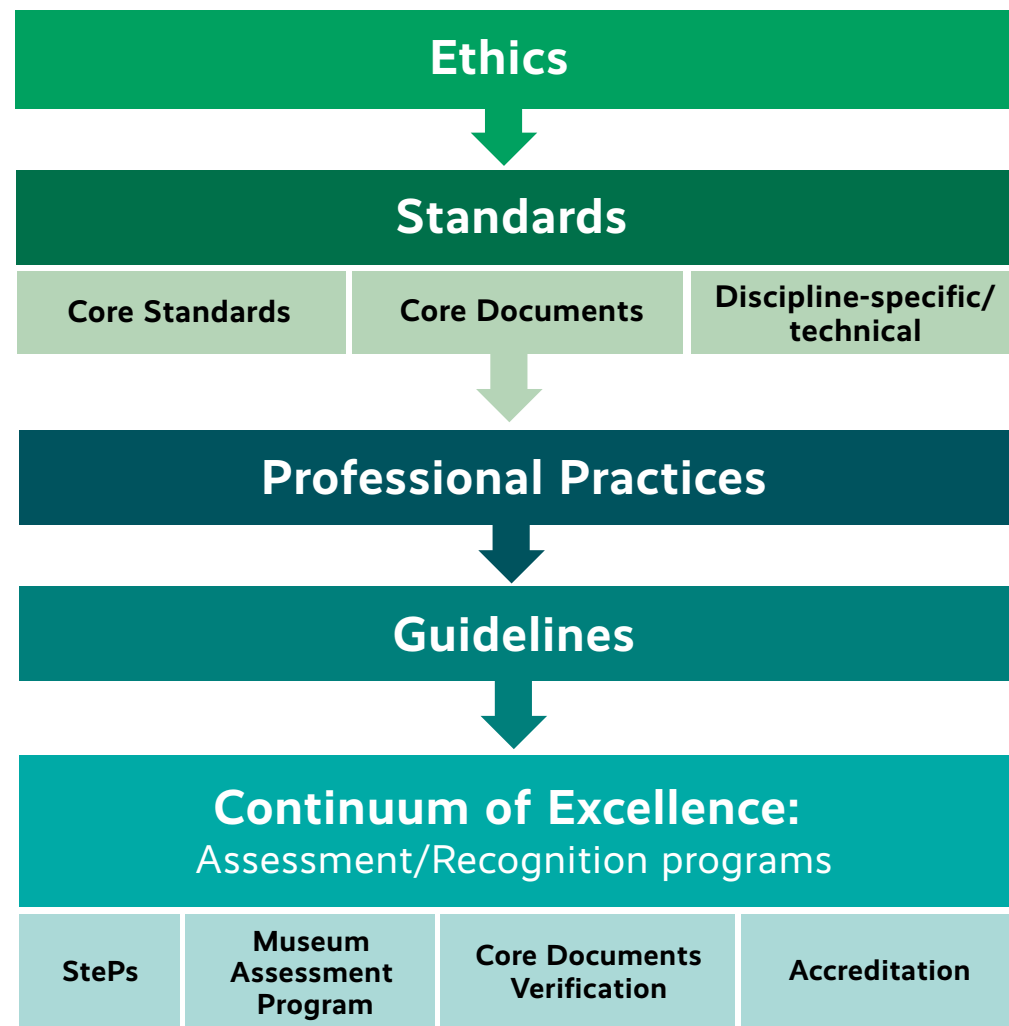 Ethics
Standards
Core Standards
Core Documents
Discipline-specific/
technical
Professional Practices
Guidelines
Continuum of Excellence:
Assessment/Recognition programs
StePs
Museum
Assessment
Program
Core Documents
Verification
Accreditation